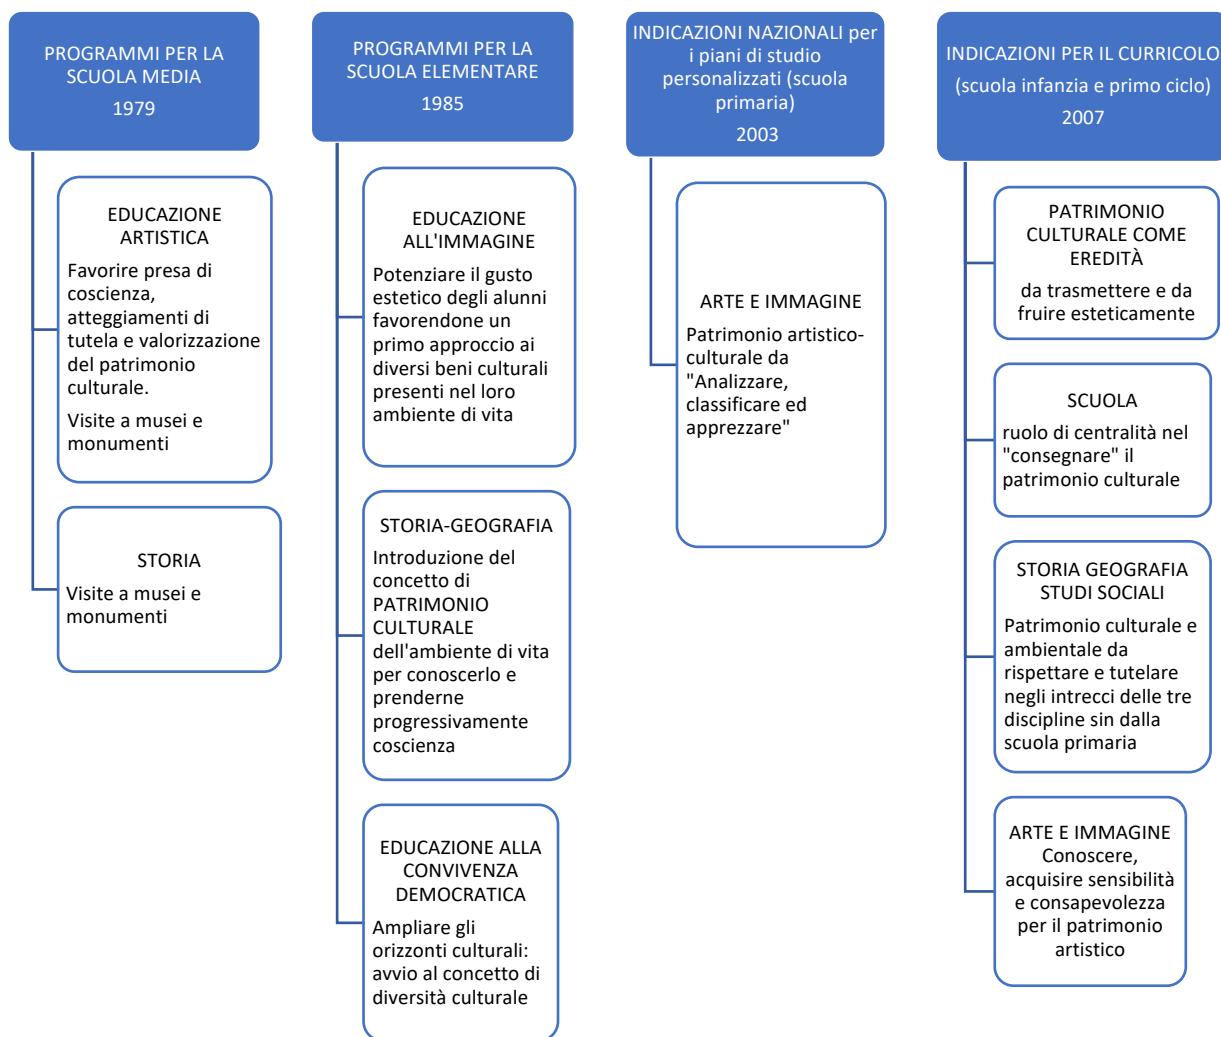 PROGRAMMI PER LA
SCUOLA MEDIA
1979
EDUCAZIONE
ARTISTICA
Favorire presa di
coscienza,
atteggiamenti di
tutela e valorizzazione
del patrimonio
culturale.
Visite a musei e
monumenti
STORIA
Visite a musei e
monumenti
PROGRAMMI PER LA
SCUOLA ELEMENTARE
1985
EDUCAZIONE
ALL'IMMAGINE
Potenziare il gusto
estetico degli alunni
favorendone un
primo approccio ai
diversi beni culturali
presenti nel loro
ambiente di vita
STORIA-GEOGRAFIA
Introduzione del
concetto di
PATRIMONIO
CULTURALE
dell'ambiente di vita
per conoscerlo e
prenderne
progressivamente
coscienza
EDUCAZIONE ALLA
CONVIVENZA
DEMOCRATICA
Ampliare gli
orizzonti culturali:
avvio al concetto di
diversità culturale
INDICAZIONI NAZIONALI per
i piani di studio
personalizzati (scuola
primaria)
2003
ARTE E IMMAGINE
Patrimonio artistico-
culturale da
"Analizzare,
classificare ed
apprezzare"
INDICAZIONI PER IL CURRICOLO
(scuola infanzia e primo ciclo)
2007
PATRIMONIO
CULTURALE COME
EREDITÀ
da trasmettere e da
fruire esteticamente
SCUOLA
ruolo di centralità nel
"consegnare" il
patrimonio culturale
STORIA GEOGRAFIA
STUDI SOCIALI
Patrimonio culturale e
ambientale da
rispettare e tutelare
negli intrecci delle tre
discipline sin dalla
scuola primaria
ARTE E IMMAGINE
Conoscere,
acquisire sensibilità
e consapevolezza
per il patrimonio
artistico